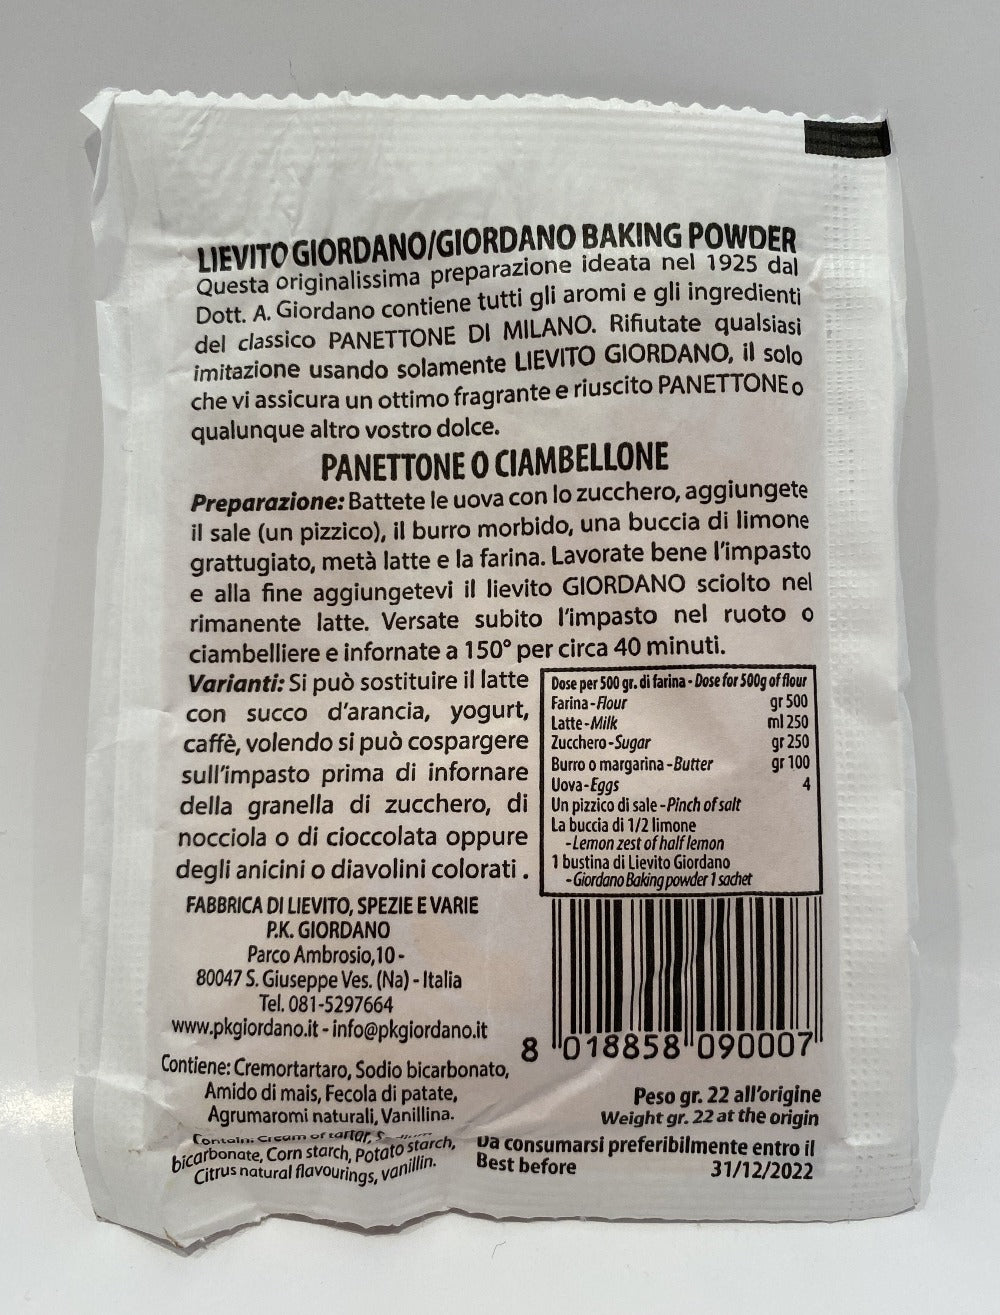 LIEVITO GIORDANO/GIORDANO BAKING POWDER
Questa originalissima preparazione ideata nel 1925 dal
Dott. A. Giordano contiene tutti gli aromi e gli ingredienti
del classico PANETTONE DI MILANO. Rifiutate qualsiasi
imitazione usando solamente LIEVITO GIORDANO, il solo
che vi assicura un ottimo fragrante e riuscito PANETTONE o
qualunque altro vostro dolce.
PANETTONE O CIAMBELLONE
Preparazione: Battete le uova con lo zucchero, aggiungete
il sale (un pizzico), il burro morbido, una buccia di limone
grattugiato, metà latte e la farina. Lavorate bene l'impasto
e alla fine aggiungetevi il lievito GIORDANO sciolto nel
rimanente latte. Versate subito l'impasto nel ruoto o
ciambelliere e infornate a 150° per circa 40 minuti.
Varianti: Si può sostituire il latte
con succo d'arancia, yogurt,
caffè, volendo si può cospargere
sull'impasto prima di infornare
della granella di zucchero, di
nocciola o di cioccolata oppure
degli anicini o diavolini colorati .
Dose per 500 gr. di farina - Dose for 500g of flour
Farina - Flour gr 500
Latte - Milk ml 250
Zucchero - Sugar gr 250
Burro o margarina - Butter gr 100
Uova - Eggs 4
Un pizzico di sale - Pinch of salt
La buccia di 1/2 limone
- Lemon zest of half lemon
1 bustina di Lievito Giordano
- Giordano Baking powder 1 sachet
FABBRICA DI LIEVITO, SPEZIE E VARIE
P.K. GIORDANO
Parco Ambrosio,10 -
80047 S. Giuseppe Ves. (Na) - Italia
Tel. 081-5297664
www.pkgiordano.it - info@pkgiordano.it
Contiene: Cremortartaro, Sodio bicarbonato,
Amido di mais, Fecola di patate,
Agrumaromi naturali, Vanillina.
Contain: Cream of tartar,
bicarbonate, Corn starch, Potato starch,
Citrus natural flavourings, vanillin.
8 018858 090007
Peso gr. 22 all'origine
Weight gr. 22 at the origin
Da consumarsi preferibilmente entro il
Best before 31/12/2022